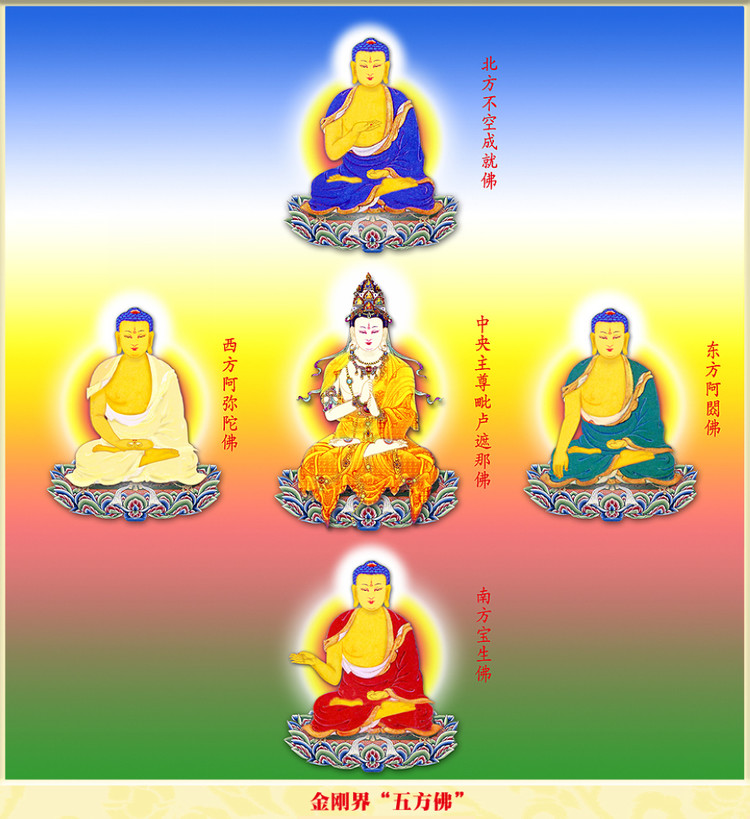 北方不空成就佛
西方阿弥陀佛
中央主尊毗卢遮那佛
东方阿閦佛
南方宝生佛
金刚界“五方佛”